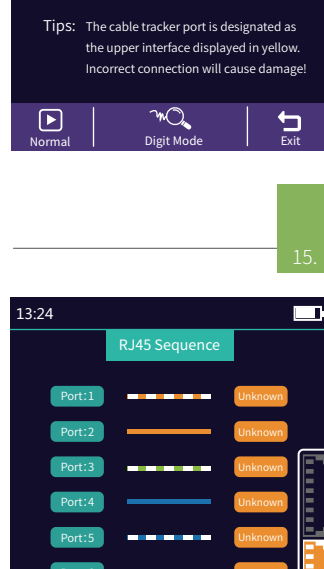 Tips: The cable tracker port is designated as
the upper interface displayed in yellow.
Incorrect connection will cause damage!
Normal Digit Mode Exit
15.
13:24
RJ45 Sequence
Port:1 Unknown
Port:2 Unknown
Port:3 Unknown
Port:4 Unknown
Port:5 Unknown